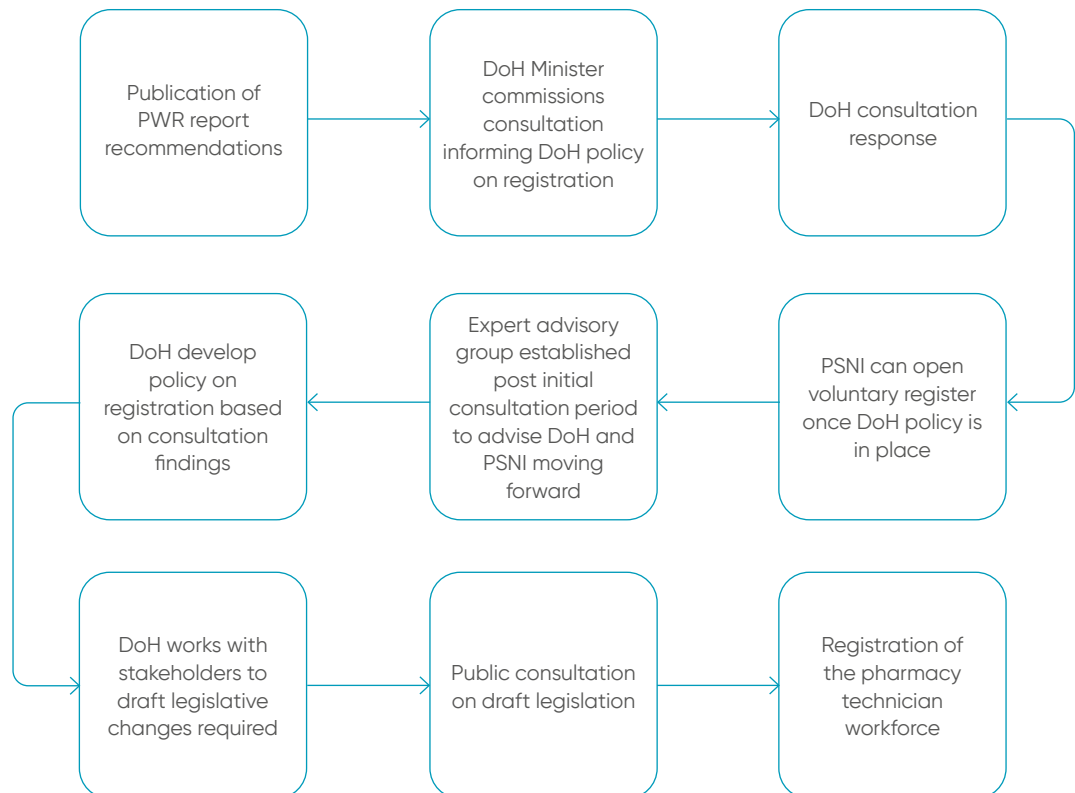 Publication of
PWR report
recommendations
DoH Minister
commissions
consultation
informing DoH policy
on registration
DoH consultation
response
PSNI can open
voluntary register
once DoH policy is
in place
Expert advisory
group established
post initial
consultation period
to advise DoH and
PSNI moving
forward
DoH develop
policy on
registration based
on consultation
findings
DoH works with
stakeholders to
draft legislative
changes required
Public consultation
on draft legislation
Registration of
the pharmacy
technician
workforce